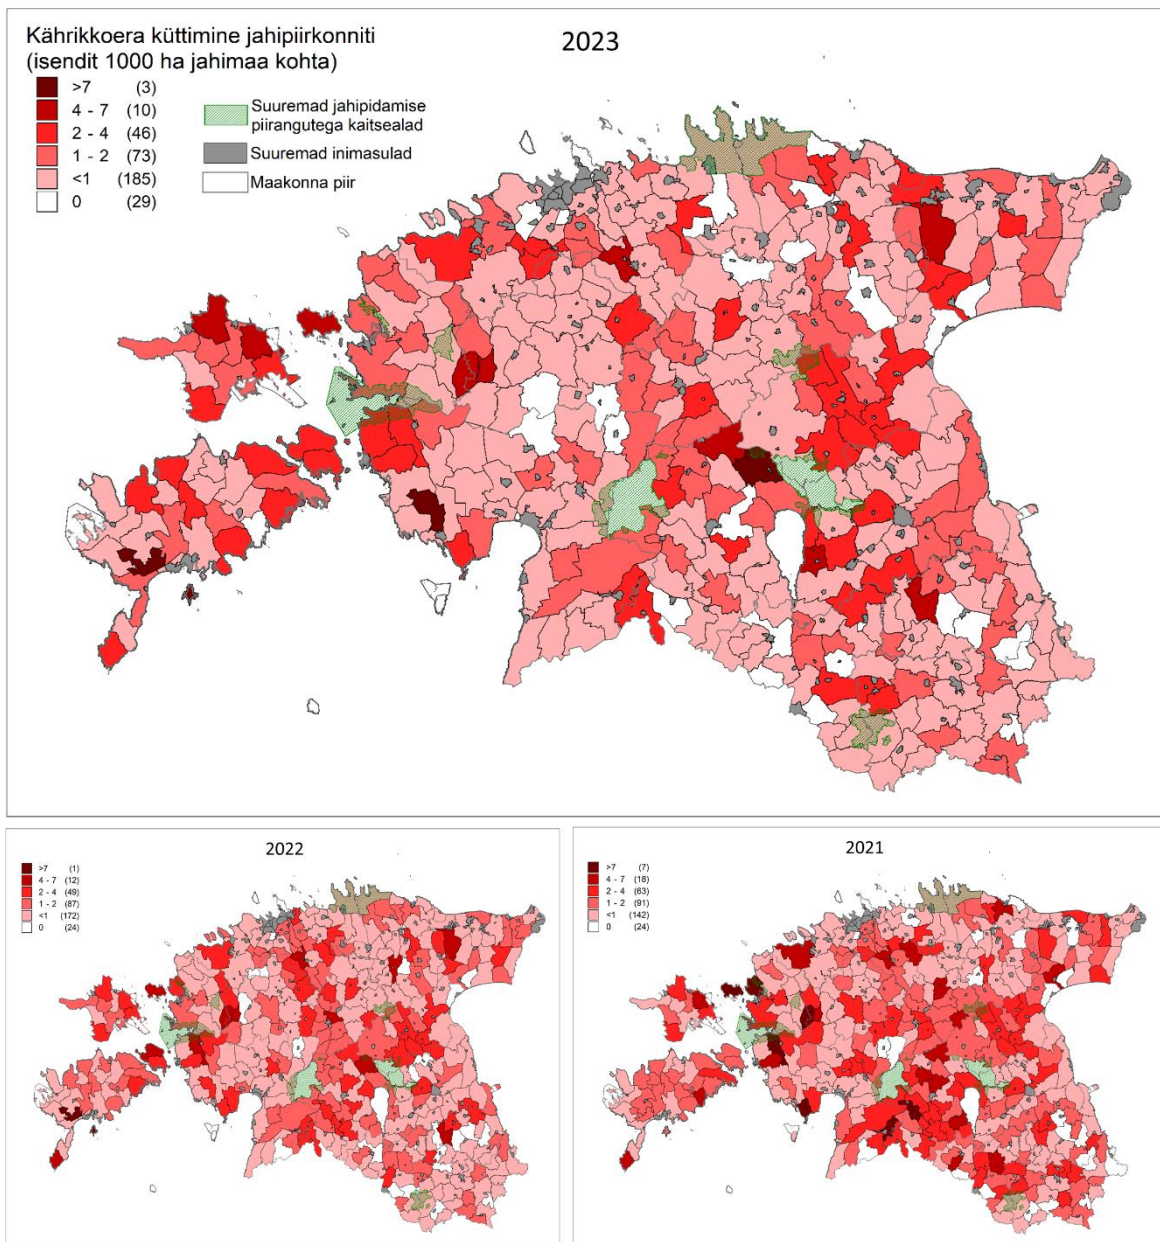 Kährikkoera küttimine jahipiirkonniti
(isendit 1000 ha jahimaa kohta)
2023
>7 (3)
4 - 7 (10)
2 - 4 (46)
1 - 2 (73)
<1 (185)
0 (29)
Suuremad jahipidamise
piirangutega kaitsealad
Suuremad inimasulad
Maakonna piir
2022
>7 (1)
4 - 7 (12)
2 - 4 (49)
1 - 2 (87)
<1 (172)
0 (24)
2021
>7 (7)
4 - 7 (18)
2 - 4 (63)
1 - 2 (91)
<1 (142)
0 (24)